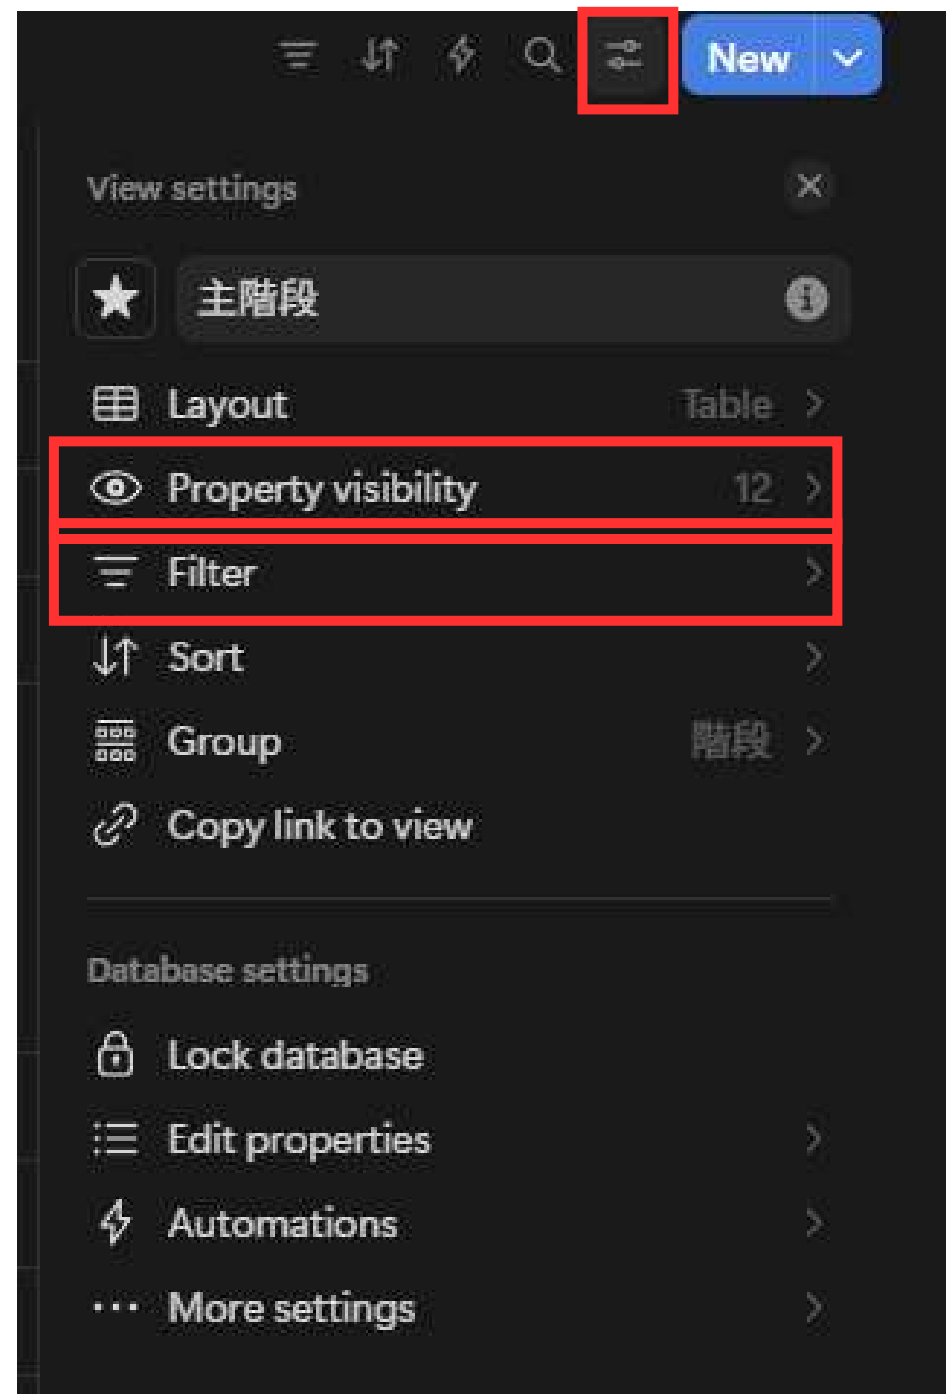 New
View settings
主階段
Layout Table
Property visibility 12
Filter
Sort
Group 階段
Copy link to view
Database settings
Lock database
Edit properties
Automations
More settings